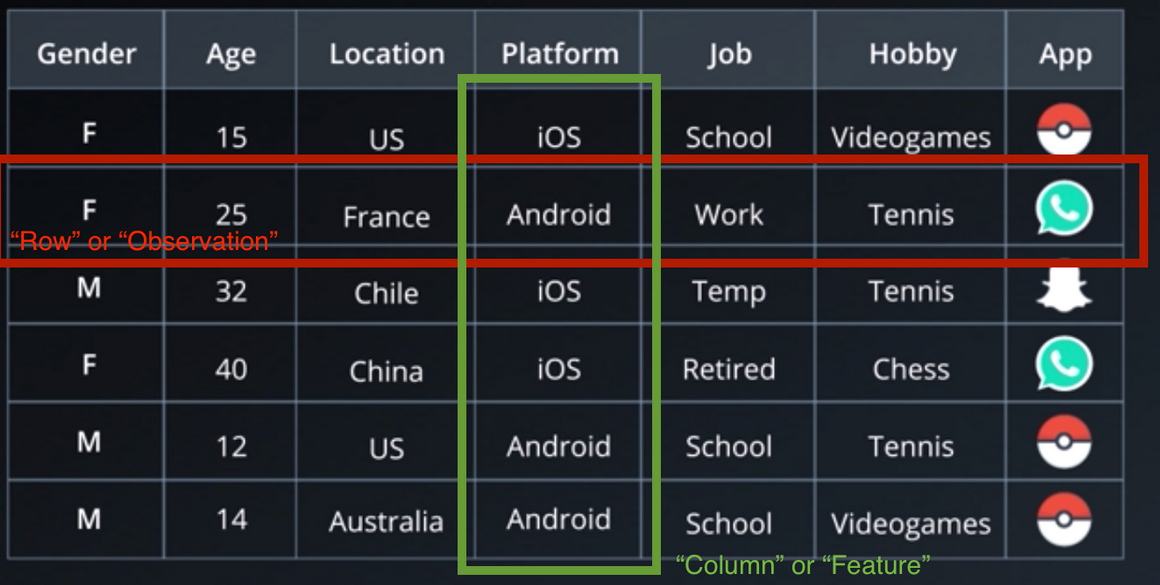 Gender Age Location Platform Job Hobby App
F 15 US iOS School Videogames
F 25 France Android Work Tennis
“Row” or “Observation”
M 32 Chile iOS Temp Tennis
F 40 China iOS Retired Chess
M 12 US Android School Tennis
M 14 Australia Android School Videogames
“Column” or “Feature”